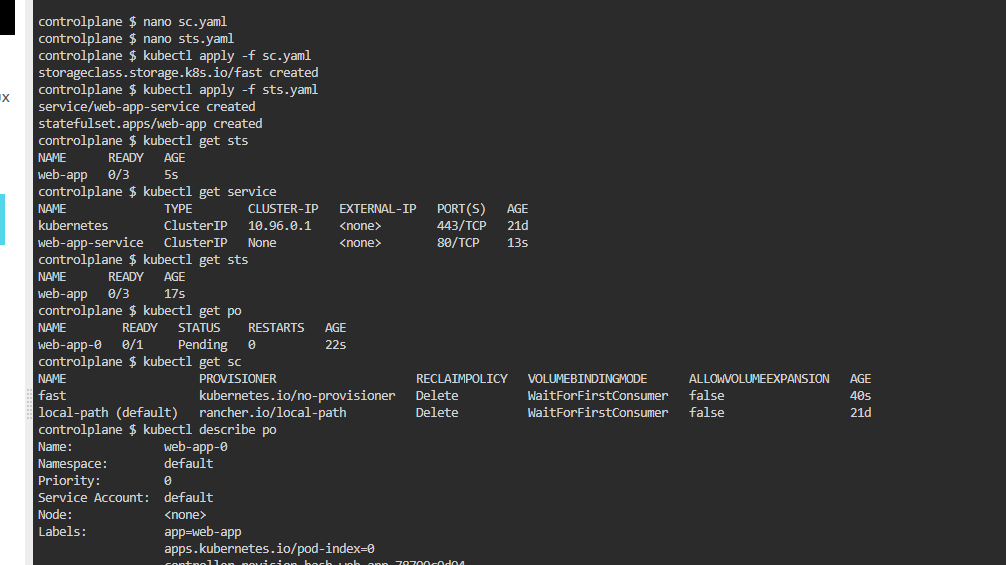 controlplane $ nano sc.yaml
controlplane $ nano sts.yaml
controlplane $ kubectl apply -f sc.yaml
storageclass.storage.k8s.io/fast created
controlplane $ kubectl apply -f sts.yaml
service/web-app-service created
statefulset.apps/web-app created
controlplane $ kubectl get sts
NAME      READY   AGE
web-app   0/3     5s
controlplane $ kubectl get service
NAME              TYPE        CLUSTER-IP   EXTERNAL-IP   PORT(S)   AGE
kubernetes        ClusterIP   10.96.0.1    <none>        443/TCP   21d
web-app-service   ClusterIP   None         <none>        80/TCP    13s
controlplane $ kubectl get sts
NAME      READY   AGE
web-app   0/3     17s
controlplane $ kubectl get po
NAME        READY   STATUS    RESTARTS   AGE
web-app-0   0/1     Pending   0          22s
controlplane $ kubectl get sc
NAME                   PROVISIONER                    RECLAIMPOLICY   VOLUMEBINDINGMODE      ALLOWVOLUMEEXPANSION   AGE
fast                   kubernetes.io/no-provisioner   Delete          WaitForFirstConsumer   false                  40s
local-path (default)   rancher.io/local-path          Delete          WaitForFirstConsumer   false                  21d
controlplane $ kubectl describe po
Name:             web-app-0
Namespace:        default
Priority:         0
Service Account:  default
Node:             <none>
Labels:           app=web-app
                  apps.kubernetes.io/pod-index=0